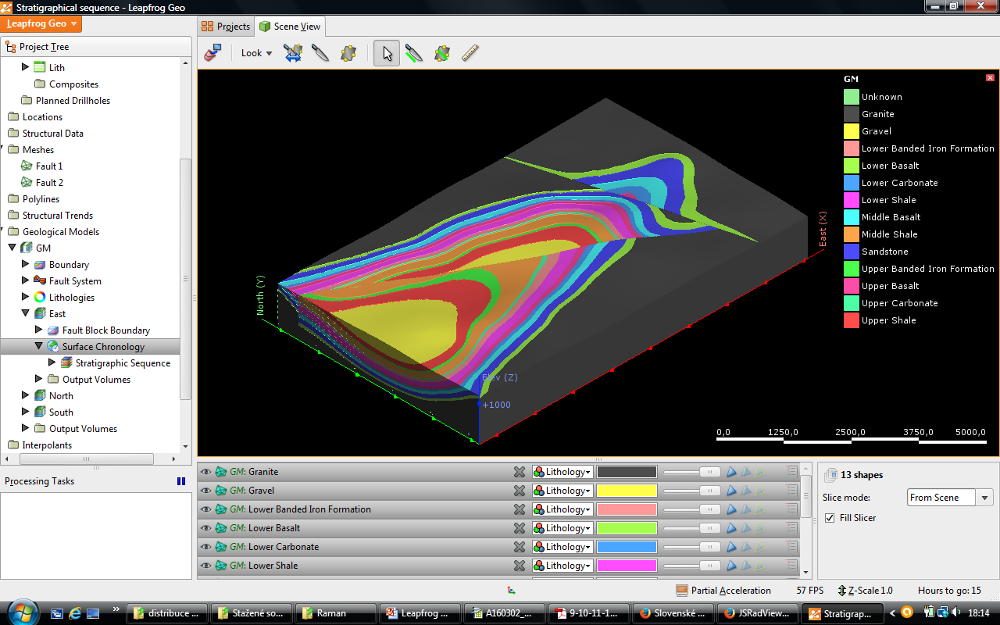 Stratigraphical sequence - Leapfrog Geo
Leapfrog Geo
Projects
Scene View
Project Tree
Look
Lith
Composites
Planned Drillholes
Locations
Structural Data
Meshes
Fault 1
Fault 2
Polylines
Structural Trends
Geological Models
GM
Boundary
Fault System
Lithologies
East
Fault Block Boundary
Surface Chronology
Stratigraphic Sequence
Output Volumes
North
South
Output Volumes
Interpolants
Processing Tasks
GM
Unknown
Granite
Gravel
Lower Banded Iron Formation
Lower Basalt
Lower Carbonate
Lower Shale
Middle Basalt
Middle Shale
Sandstone
Upper Banded Iron Formation
Upper Basalt
Upper Carbonate
Upper Shale
East (X)
North (Y)
Elev (Z)
+1000
0,0 1250,0 2500,0 3750,0 5000,0
GM: Granite Lithology
GM: Gravel Lithology
GM: Lower Banded Iron Formation Lithology
GM: Lower Basalt Lithology
GM: Lower Carbonate Lithology
GM: Lower Shale Lithology
13 shapes
Slice mode: From Scene
Fill Slicer
Partial Acceleration 57 FPS Z-Scale 1.0 Hours to go: 15
» distribuce ... Stažené so... Raman Leapfrog ... A160302_... 9-10-11-1... Slovenské ... JSRadView... Stratigrap... 18:14